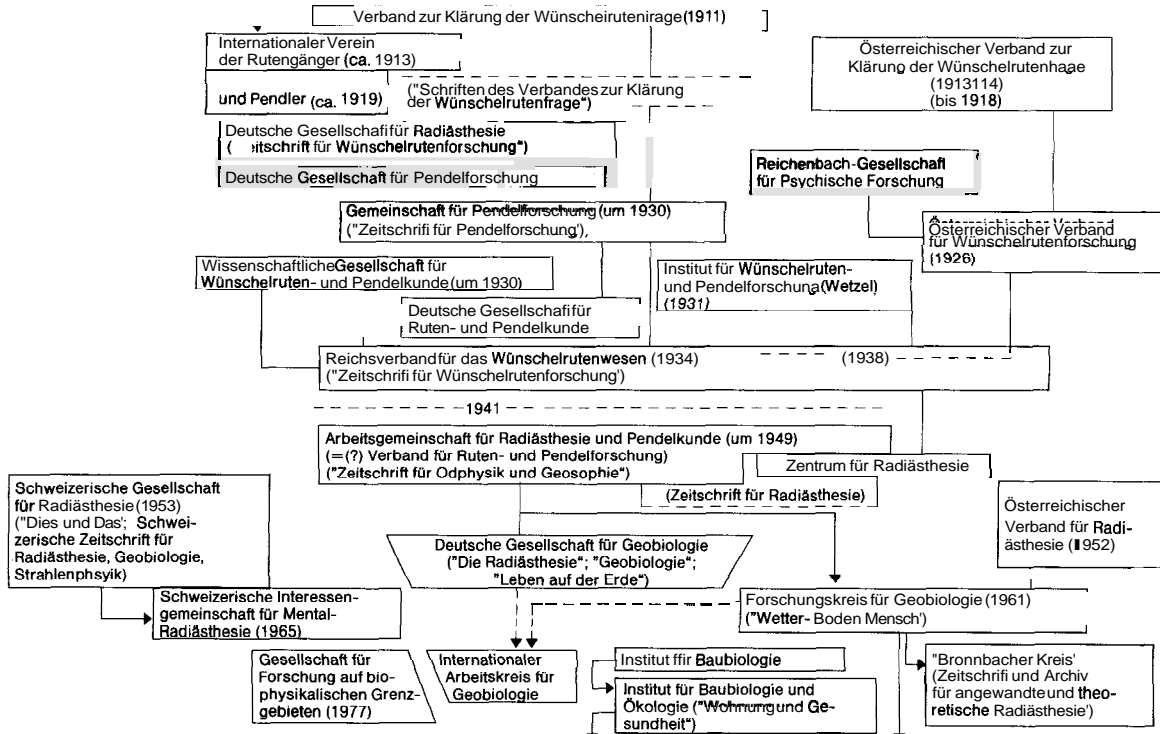 Verband zur Klärung der Wünscheirutenirage (1911)
Internationaler Verein
der Rutengänger (ca. 1913)
und Pendler (ca. 1919)
("Schriften des Verbandes zur Klärung
der Wünschelrutenfrage“)
Österreichischer Verband zur
Klärung der Wünschelrutenhaae
(1913114)
(bis 1918)
Deutsche Gesellschaifür Radiästhesie
( eitschrift für Wünschelrutenforschung“)
Deutsche Gesellschaft für Pendelforschung
Reichenbach-Gesellschaft
für Psychische Forschung
Gemeinschaft für Pendelforschung (um 1930)
("Zeitschrifi für Pendelforschung'),
Österreichischer Verband
für Wünschelrutenforschung
(1926)
Wissenschaftliche Gesellschaft für
Wünschelruten- und Pendelkunde (um 1930)
Institut für Wünschelruten-
und Pendelforschuna (Wetzel)
(1931)
Deutsche Gesellschaft für
Ruten- und Pendelkunde
Reichsverband für das Wünschelrutenwesen (1934) (1938)
("Zeitschrifi für Wünschelrutenforschung')
1941
Arbeitsgemeinschaft für Radiästhesie und Pendelkunde (um 1949)
(=(?) Verband für Ruten- und Pendelforschung)
("Zeitschrift für Odphysik und Geosophie“)
Zentrum für Radiästhesie
(Zeitschrift für Radiästhesie)
Schweizerische Gesellschaft
für Radiästhesie (1953)
("Dies und Das'; Schwei-
zerische Zeitschrift für
Radiästhesie, Geobiologie,
Strahlenphsyik)
Österreichischer
Verband für Radi-
ästhesie (1952)
Deutsche Gesellschaft für Geobiologie
("Die Radiästhesie“; "Geobiologie“;
"Leben auf der Erde“)
Schweizerische Interessen-
gemeinschaft für Mental-
Radiästhesie (1965)
Forschungskreis für Geobiologie (1961)
("Wetter- Boden Mensch')
Gesellschaft für
Forschung auf bio-
physikalischen Grenz-
gebieten (1977)
Internationaler
Arbeitskreis für
Geobiologie
Institut ffir Baubiologie
Institut für Baubiologie und
Ökologie ("Wohnung und Ge-
sundheit“)
"Bronnbacher Kreis'
(Zeitschrifi und Archiv
für angewandte und theo-
retische Radiästhesie')